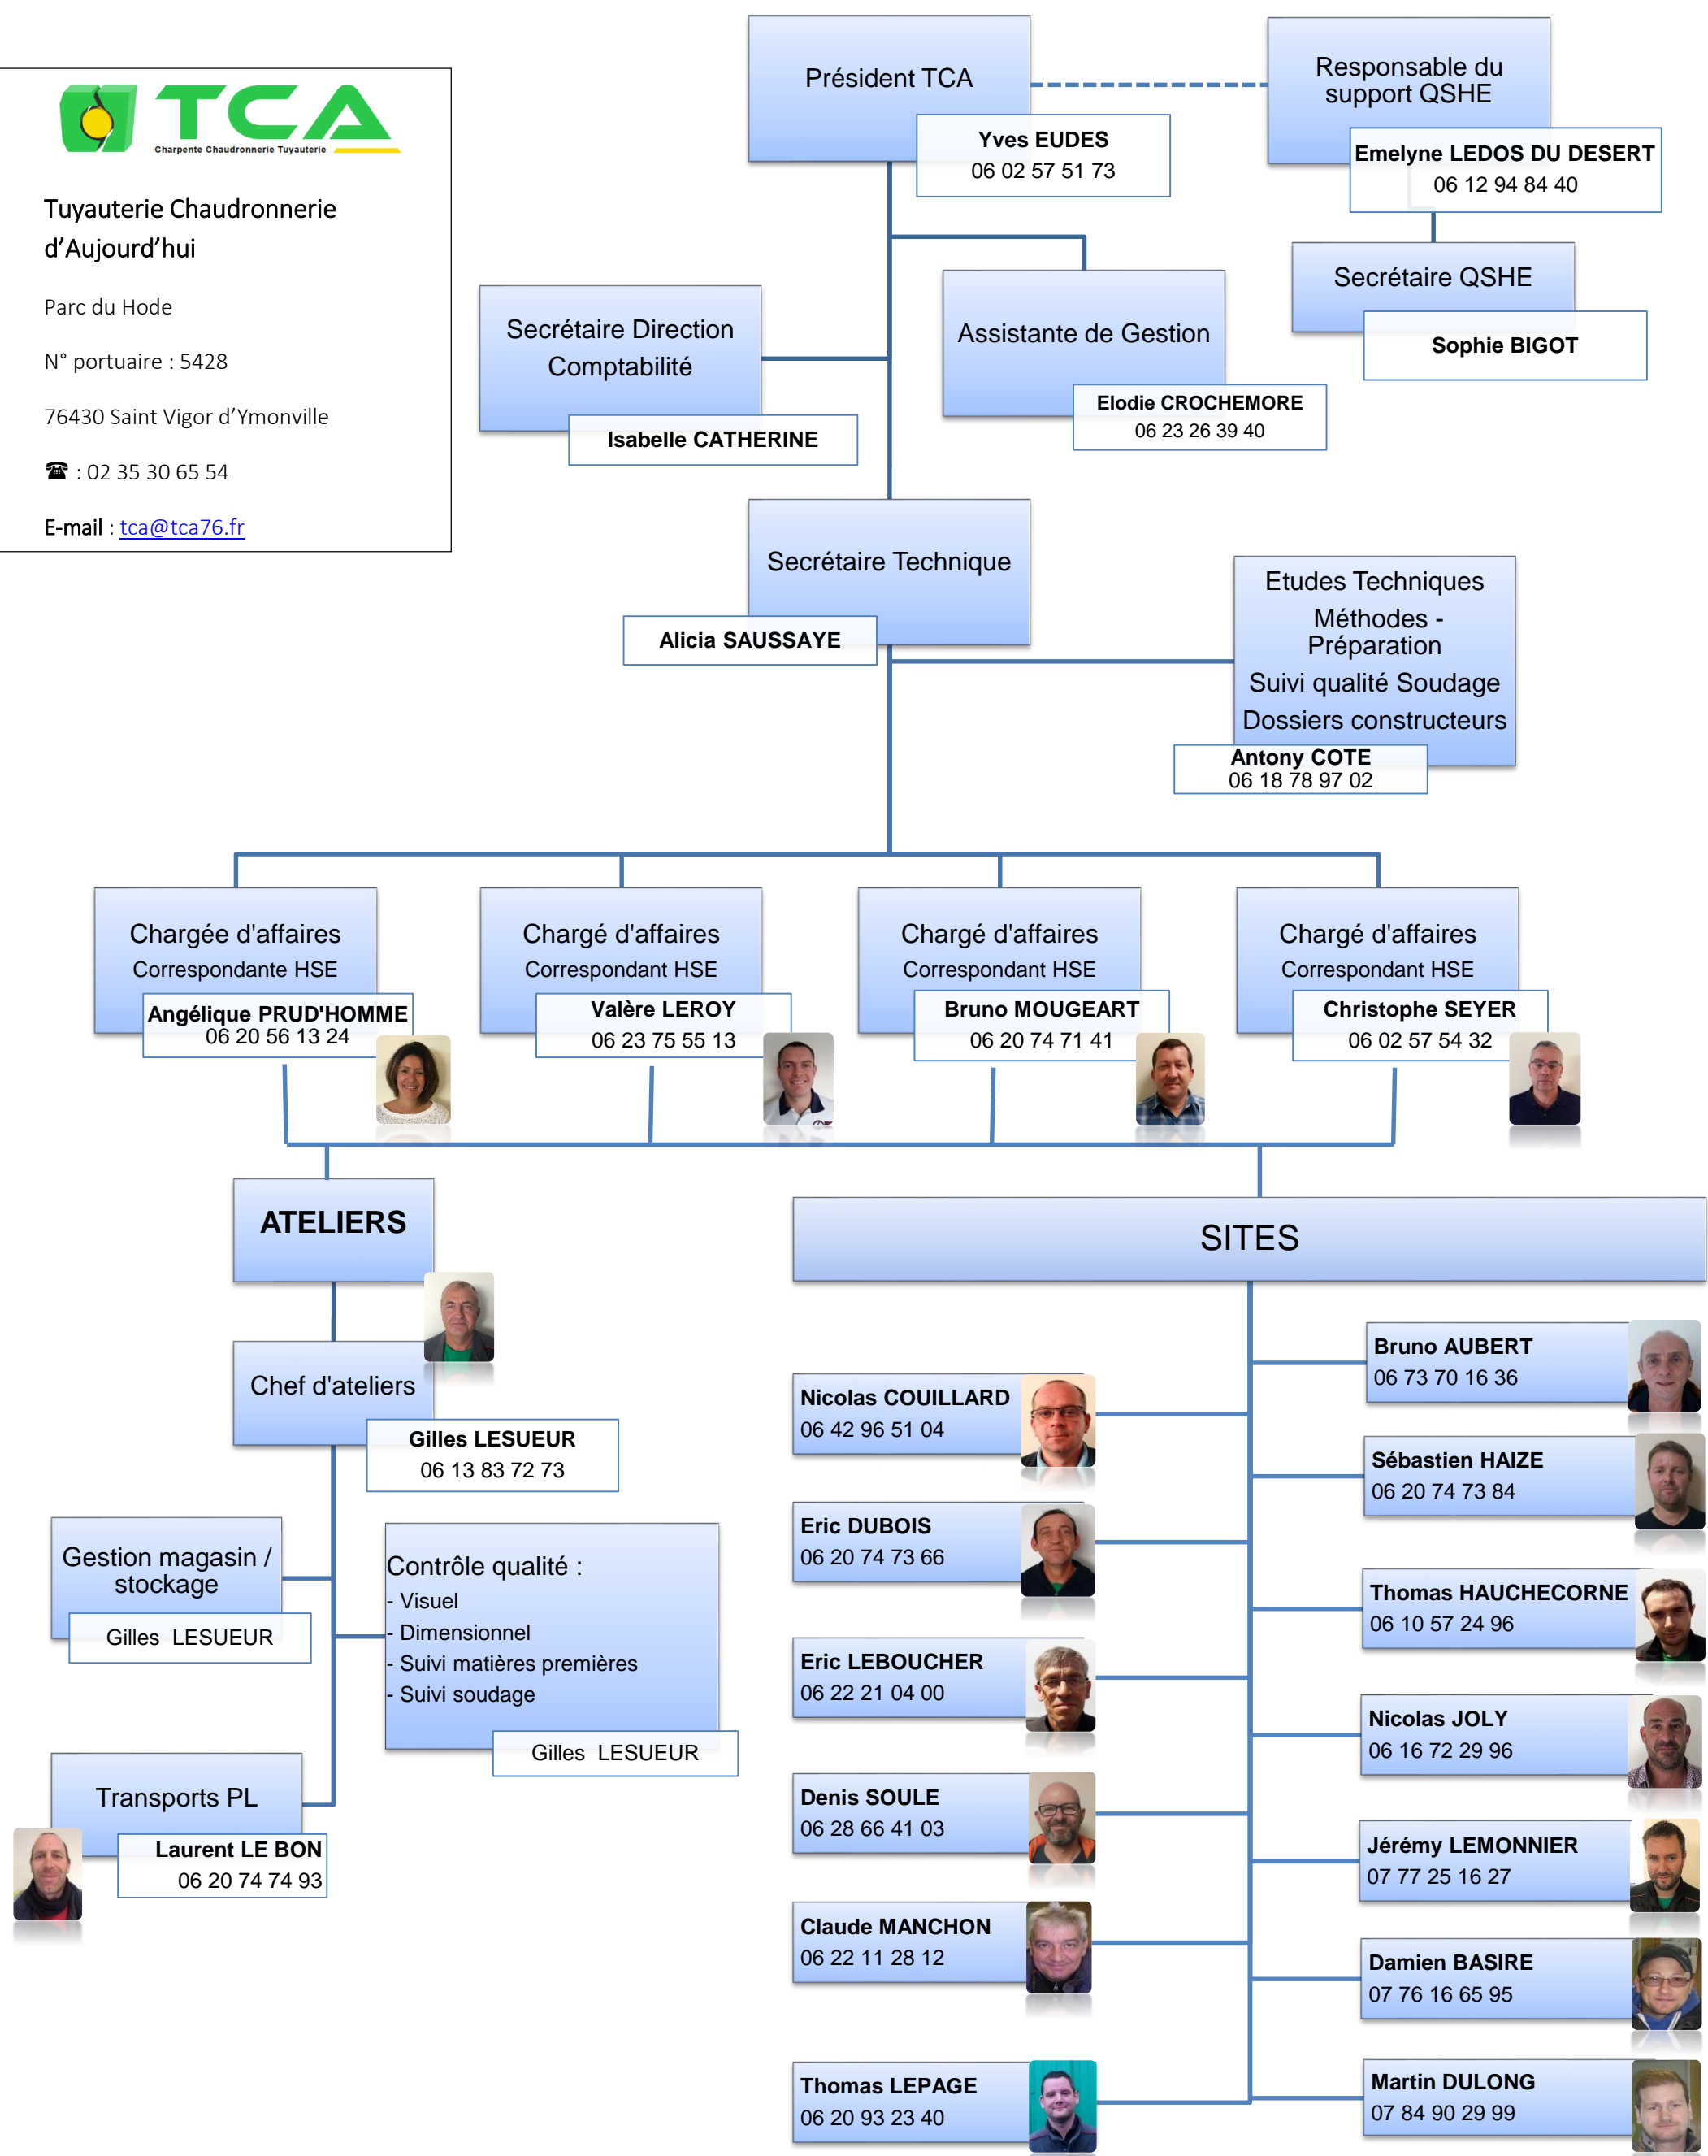 TCA
Charpente Chaudronnerie Tuyauterie
Tuyauterie Chaudronnerie
d'Aujourd'hui
Parc du Hode
N° portuaire : 5428
76430 Saint Vigor d'Ymonville
☎ : 02 35 30 65 54
E-mail : tca@tca76.fr
Président TCA
Yves EUDES
06 02 57 51 73
Responsable du
support QSHE
Emelyne LEDOS DU DESERT
06 12 94 84 40
Secrétaire QSHE
Sophie BIGOT
Secrétaire Direction
Comptabilité
Isabelle CATHERINE
Assistante de Gestion
Elodie CROCHEMORE
06 23 26 39 40
Secrétaire Technique
Alicia SAUSSAYE
Etudes Techniques
Méthodes -
Préparation
Suivi qualité Soudage
Dossiers constructeurs
Antony COTE
06 18 78 97 02
Chargée d'affaires
Correspondante HSE
Angélique PRUD'HOMME
06 20 56 13 24
Chargé d'affaires
Correspondant HSE
Valère LEROY
06 23 75 55 13
Chargé d'affaires
Correspondant HSE
Bruno MOUGEART
06 20 74 71 41
Chargé d'affaires
Correspondant HSE
Christophe SEYER
06 02 57 54 32
ATELIERS
Chef d'ateliers
Gilles LESUEUR
06 13 83 72 73
Gestion magasin /
stockage
Gilles LESUEUR
Contrôle qualité :
- Visuel
- Dimensionnel
- Suivi matières premières
- Suivi soudage
Gilles LESUEUR
Transports PL
Laurent LE BON
06 20 74 74 93
SITES
Nicolas COUILLARD
06 42 96 51 04
Eric DUBOIS
06 20 74 73 66
Eric LEBOUCHER
06 22 21 04 00
Denis SOULE
06 28 66 41 03
Claude MANCHON
06 22 11 28 12
Thomas LEPAGE
06 20 93 23 40
Bruno AUBERT
06 73 70 16 36
Sébastien HAIZE
06 20 74 73 84
Thomas HAUCHECORNE
06 10 57 24 96
Nicolas JOLY
06 16 72 29 96
Jérémy LEMONNIER
07 77 25 16 27
Damien BASIRE
07 76 16 65 95
Martin DULONG
07 84 90 29 99